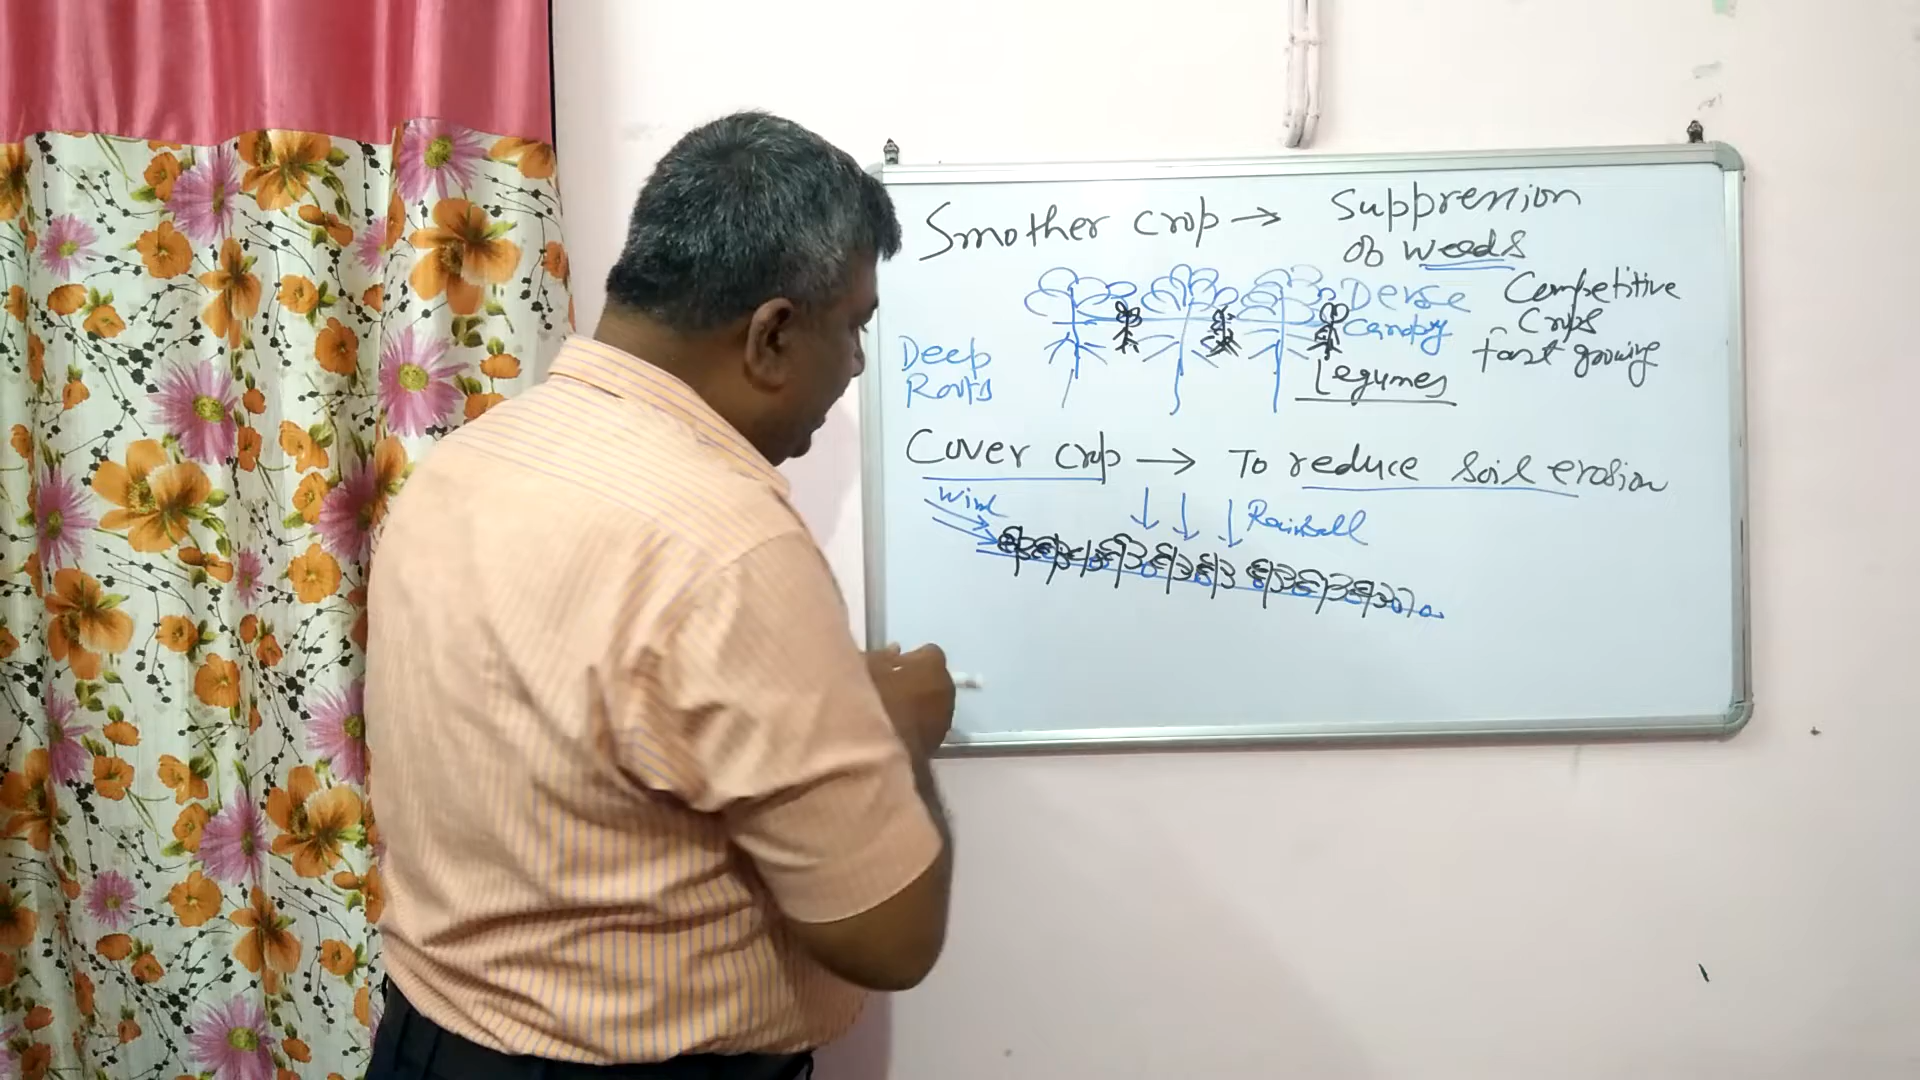 Smother crop → Suppression
of weeds
Dense
Canopy
Competitive
Crops
fast growing
Deep
Roots
Legumes
Cover crop → To reduce soil erosion
Wind
Rainfall